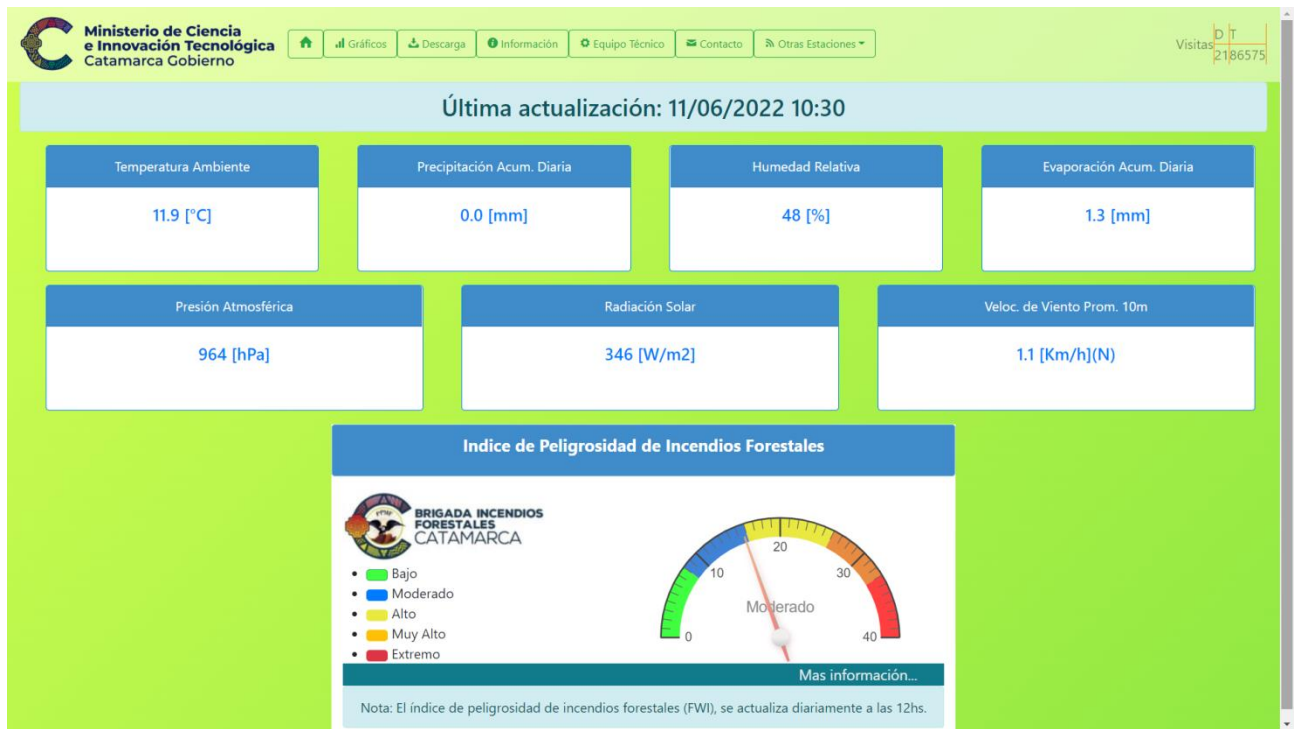 Ministerio de Ciencia
e Innovación Tecnológica
Catamarca Gobierno
Gráficos Descarga Información Equipo Técnico Contacto Otras Estaciones
Visitas
D T
2186575
Última actualización: 11/06/2022 10:30
Temperatura Ambiente
11.9 [°C]
Precipitación Acum. Diaria
0.0 [mm]
Humedad Relativa
48 [%]
Evaporación Acum. Diaria
1.3 [mm]
Presión Atmosférica
964 [hPa]
Radiación Solar
346 [W/m2]
Veloc. de Viento Prom. 10m
1.1 [Km/h](N)
Indice de Peligrosidad de Incendios Forestales
BRIGADA INCENDIOS
FORESTALES
CATAMARCA
Bajo
Moderado
Alto
Muy Alto
Extremo
0
10
20
30
40
Moderado
Mas información...
Nota: El índice de peligrosidad de incendios forestales (FWI), se actualiza diariamente a las 12hs.